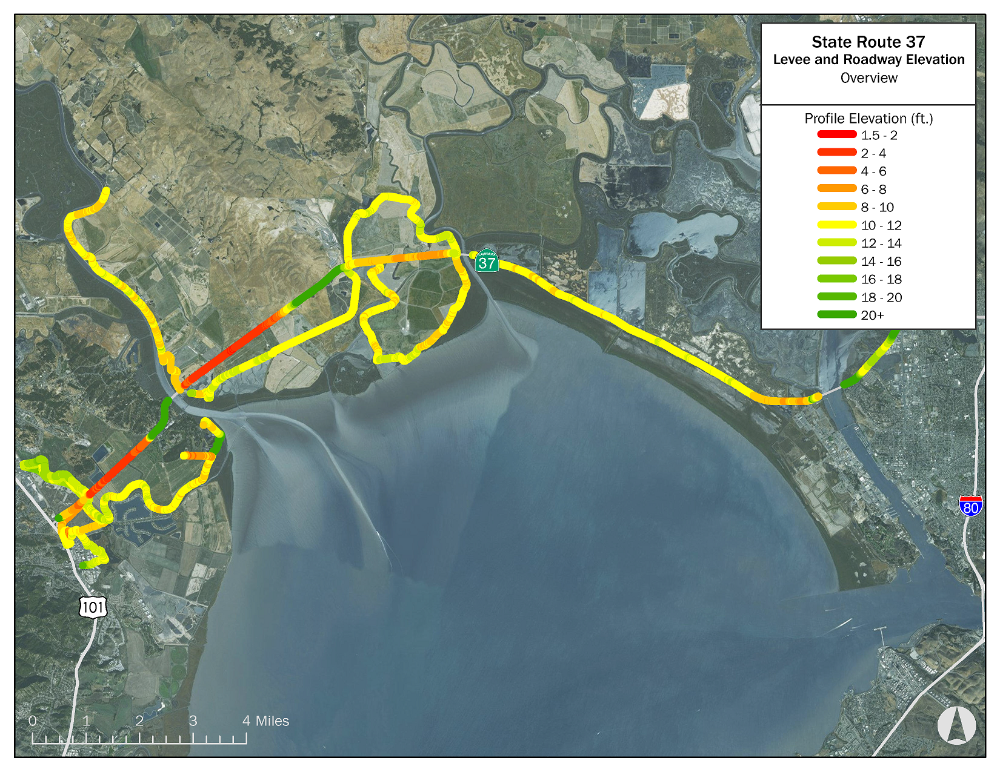 State Route 37
Levee and Roadway Elevation
Overview
Profile Elevation (ft.)
1.5 - 2
2 - 4
4 - 6
6 - 8
8 - 10
10 - 12
12 - 14
14 - 16
16 - 18
18 - 20
20+
CALIFORNIA
37
80
101
0 1 2 3 4 Miles